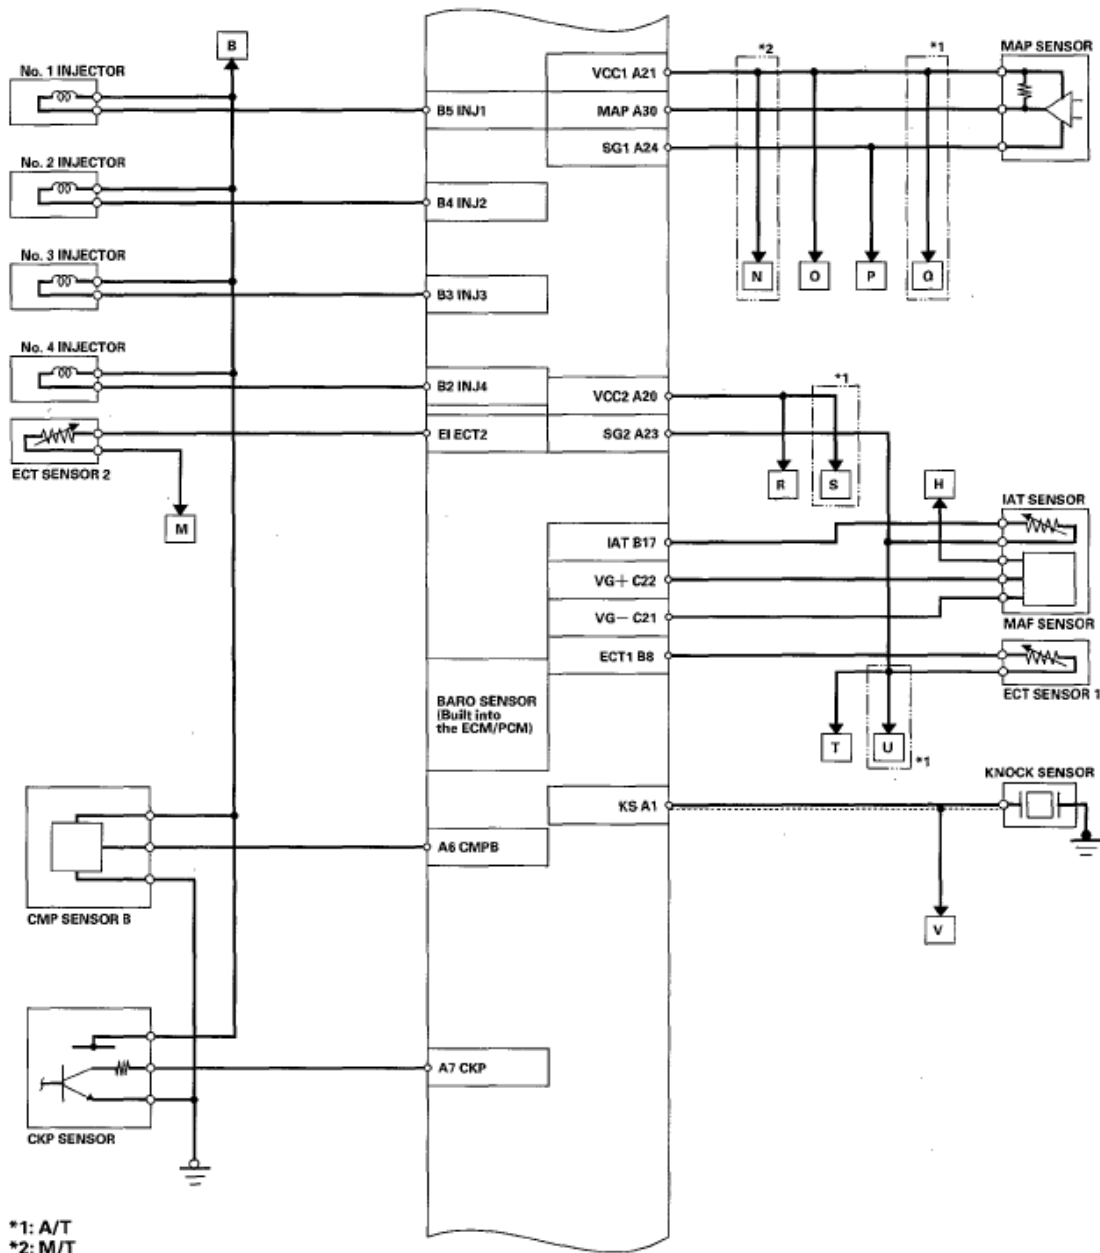 B
*2
*1
MAP SENSOR
No. 1 INJECTOR
VCC1 A21
B5 INJ1
MAP A30
SG1 A24
No. 2 INJECTOR
B4 INJ2
No. 3 INJECTOR
N
O
P
Q
B3 INJ3
No. 4 INJECTOR
*1
B2 INJ4
VCC2 A20
EI ECT2
SG2 A23
ECT SENSOR 2
R
S
H
IAT SENSOR
M
IAT B17
VG+ C22
VG− C21
MAF SENSOR
ECT1 B8
BARO SENSOR
(Built into
the ECM/PCM)
ECT SENSOR 1
T
U
*1
KNOCK SENSOR
KS A1
A6 CMPB
CMP SENSOR B
V
A7 CKP
CKP SENSOR
*1: A/T
*2: M/T